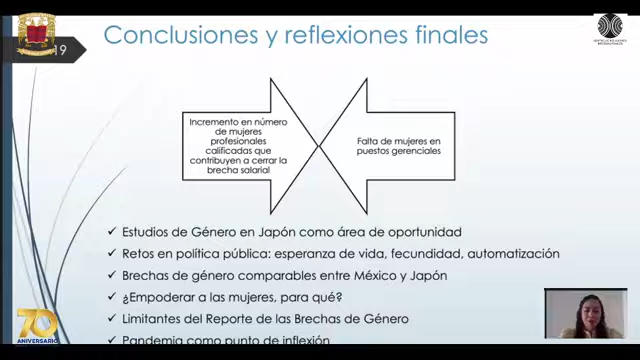 19
Conclusiones y reflexiones finales
Incremento en número
de mujeres
profesionales
calificadas que
contribuyen a cerrar la
brecha salarial
Falta de mujeres en
puestos gerenciales
✓ Estudios de Género en Japón como área de oportunidad
✓ Retos en política pública: esperanza de vida, fecundidad, automatización
✓ Brechas de género comparables entre México y Japón
✓ ¿Empoderar a las mujeres, para qué?
✓ Limitantes del Reporte de las Brechas de Género
✓ Pandemia como punto de inflexión
70
ANIVERSARIO